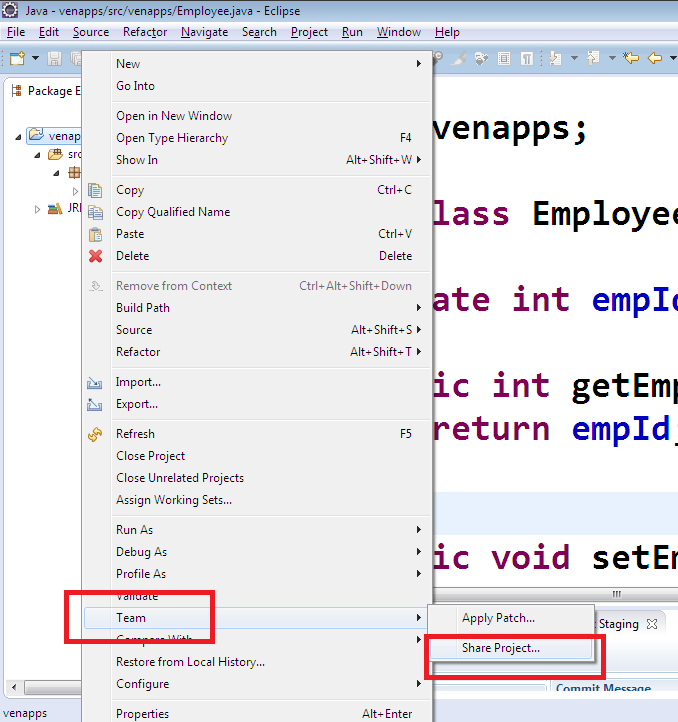 Java - venapps/src/venapps/Employee.java - Eclipse
File Edit Source Refactor Navigate Search Project Run Window Help
Package E
venap
src
JRI
New
Go Into
Open in New Window
Open Type Hierarchy F4
Show In Alt+Shift+W
Copy Ctrl+C
Copy Qualified Name
Paste Ctrl+V
Delete Delete
Remove from Context Ctrl+Alt+Shift+Down
Build Path
Source Alt+Shift+S
Refactor Alt+Shift+T
Import...
Export...
Refresh F5
Close Project
Close Unrelated Projects
Assign Working Sets...
Run As
Debug As
Profile As
Validate
Team
Compare With
Restore from Local History...
Configure
Properties Alt+Enter
Apply Patch...
Share Project...
venapps;
lass Employee
ate int empId
ic int getEmp
return empId;
ic void setEm
Staging
Commit Message
venapps